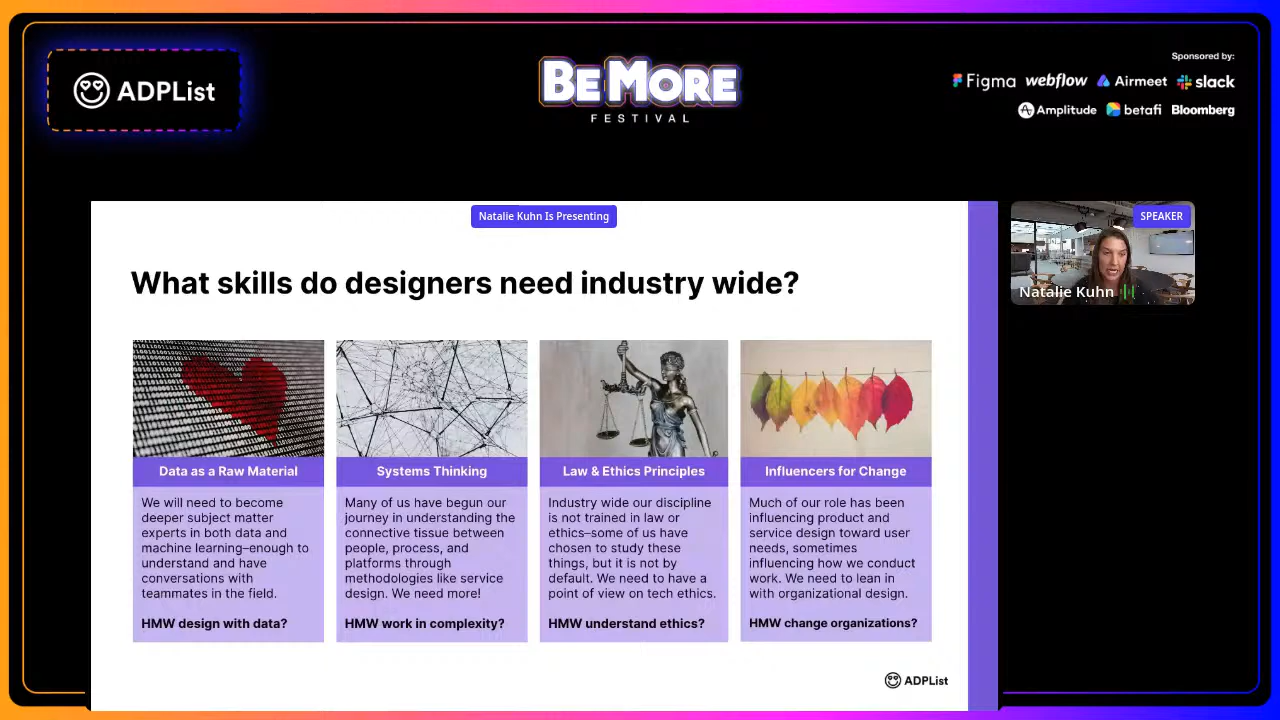 ADPList
BE MORE
FESTIVAL
Sponsored by:
Figma webflow Airmeet slack
Amplitude betafi Bloomberg
Natalie Kuhn Is Presenting
SPEAKER
Natalie Kuhn
What skills do designers need industry wide?
Data as a Raw Material
We will need to become
deeper subject matter
experts in both data and
machine learning–enough to
understand and have
conversations with
teammates in the field.
HMW design with data?
Systems Thinking
Many of us have begun our
journey in understanding the
connective tissue between
people, process, and
platforms through
methodologies like service
design. We need more!
HMW work in complexity?
Law & Ethics Principles
Industry wide our discipline
is not trained in law or
ethics–some of us have
chosen to study these
things, but it is not by
default. We need to have a
point of view on tech ethics.
HMW understand ethics?
Influencers for Change
Much of our role has been
influencing product and
service design toward user
needs, sometimes
influencing how we conduct
work. We need to lean in
with organizational design.
HMW change organizations?
ADPList